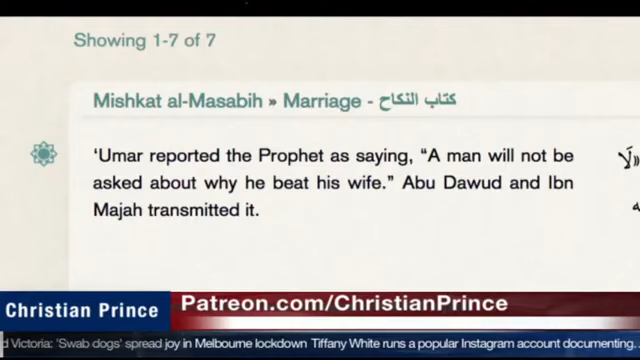 Showing 1-7 of 7
Mishkat al-Masabih » Marriage - كتاب النكاح
‘Umar reported the Prophet as saying, “A man will not be
asked about why he beat his wife.” Abu Dawud and Ibn
Majah transmitted it.
Christian Prince
Patreon.com/ChristianPrince
d Victoria: 'Swab dogs' spread joy in Melbourne lockdown Tiffany White runs a popular Instagram account documenting.